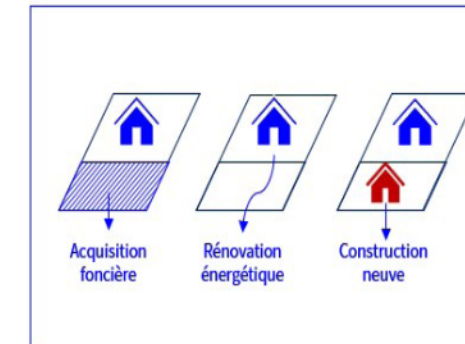 Acquisition
foncière
Rénovation
énergétique
Construction
neuve